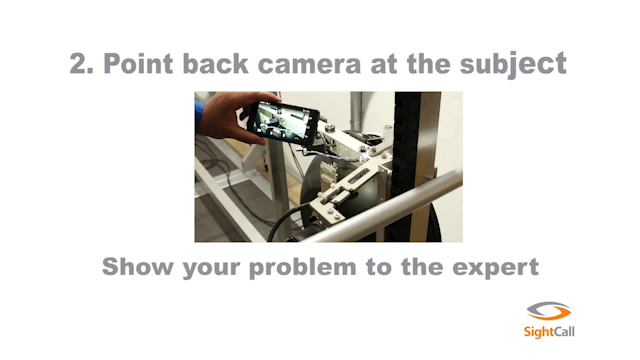 2. Point back camera at the subject
Show your problem to the expert
SightCall